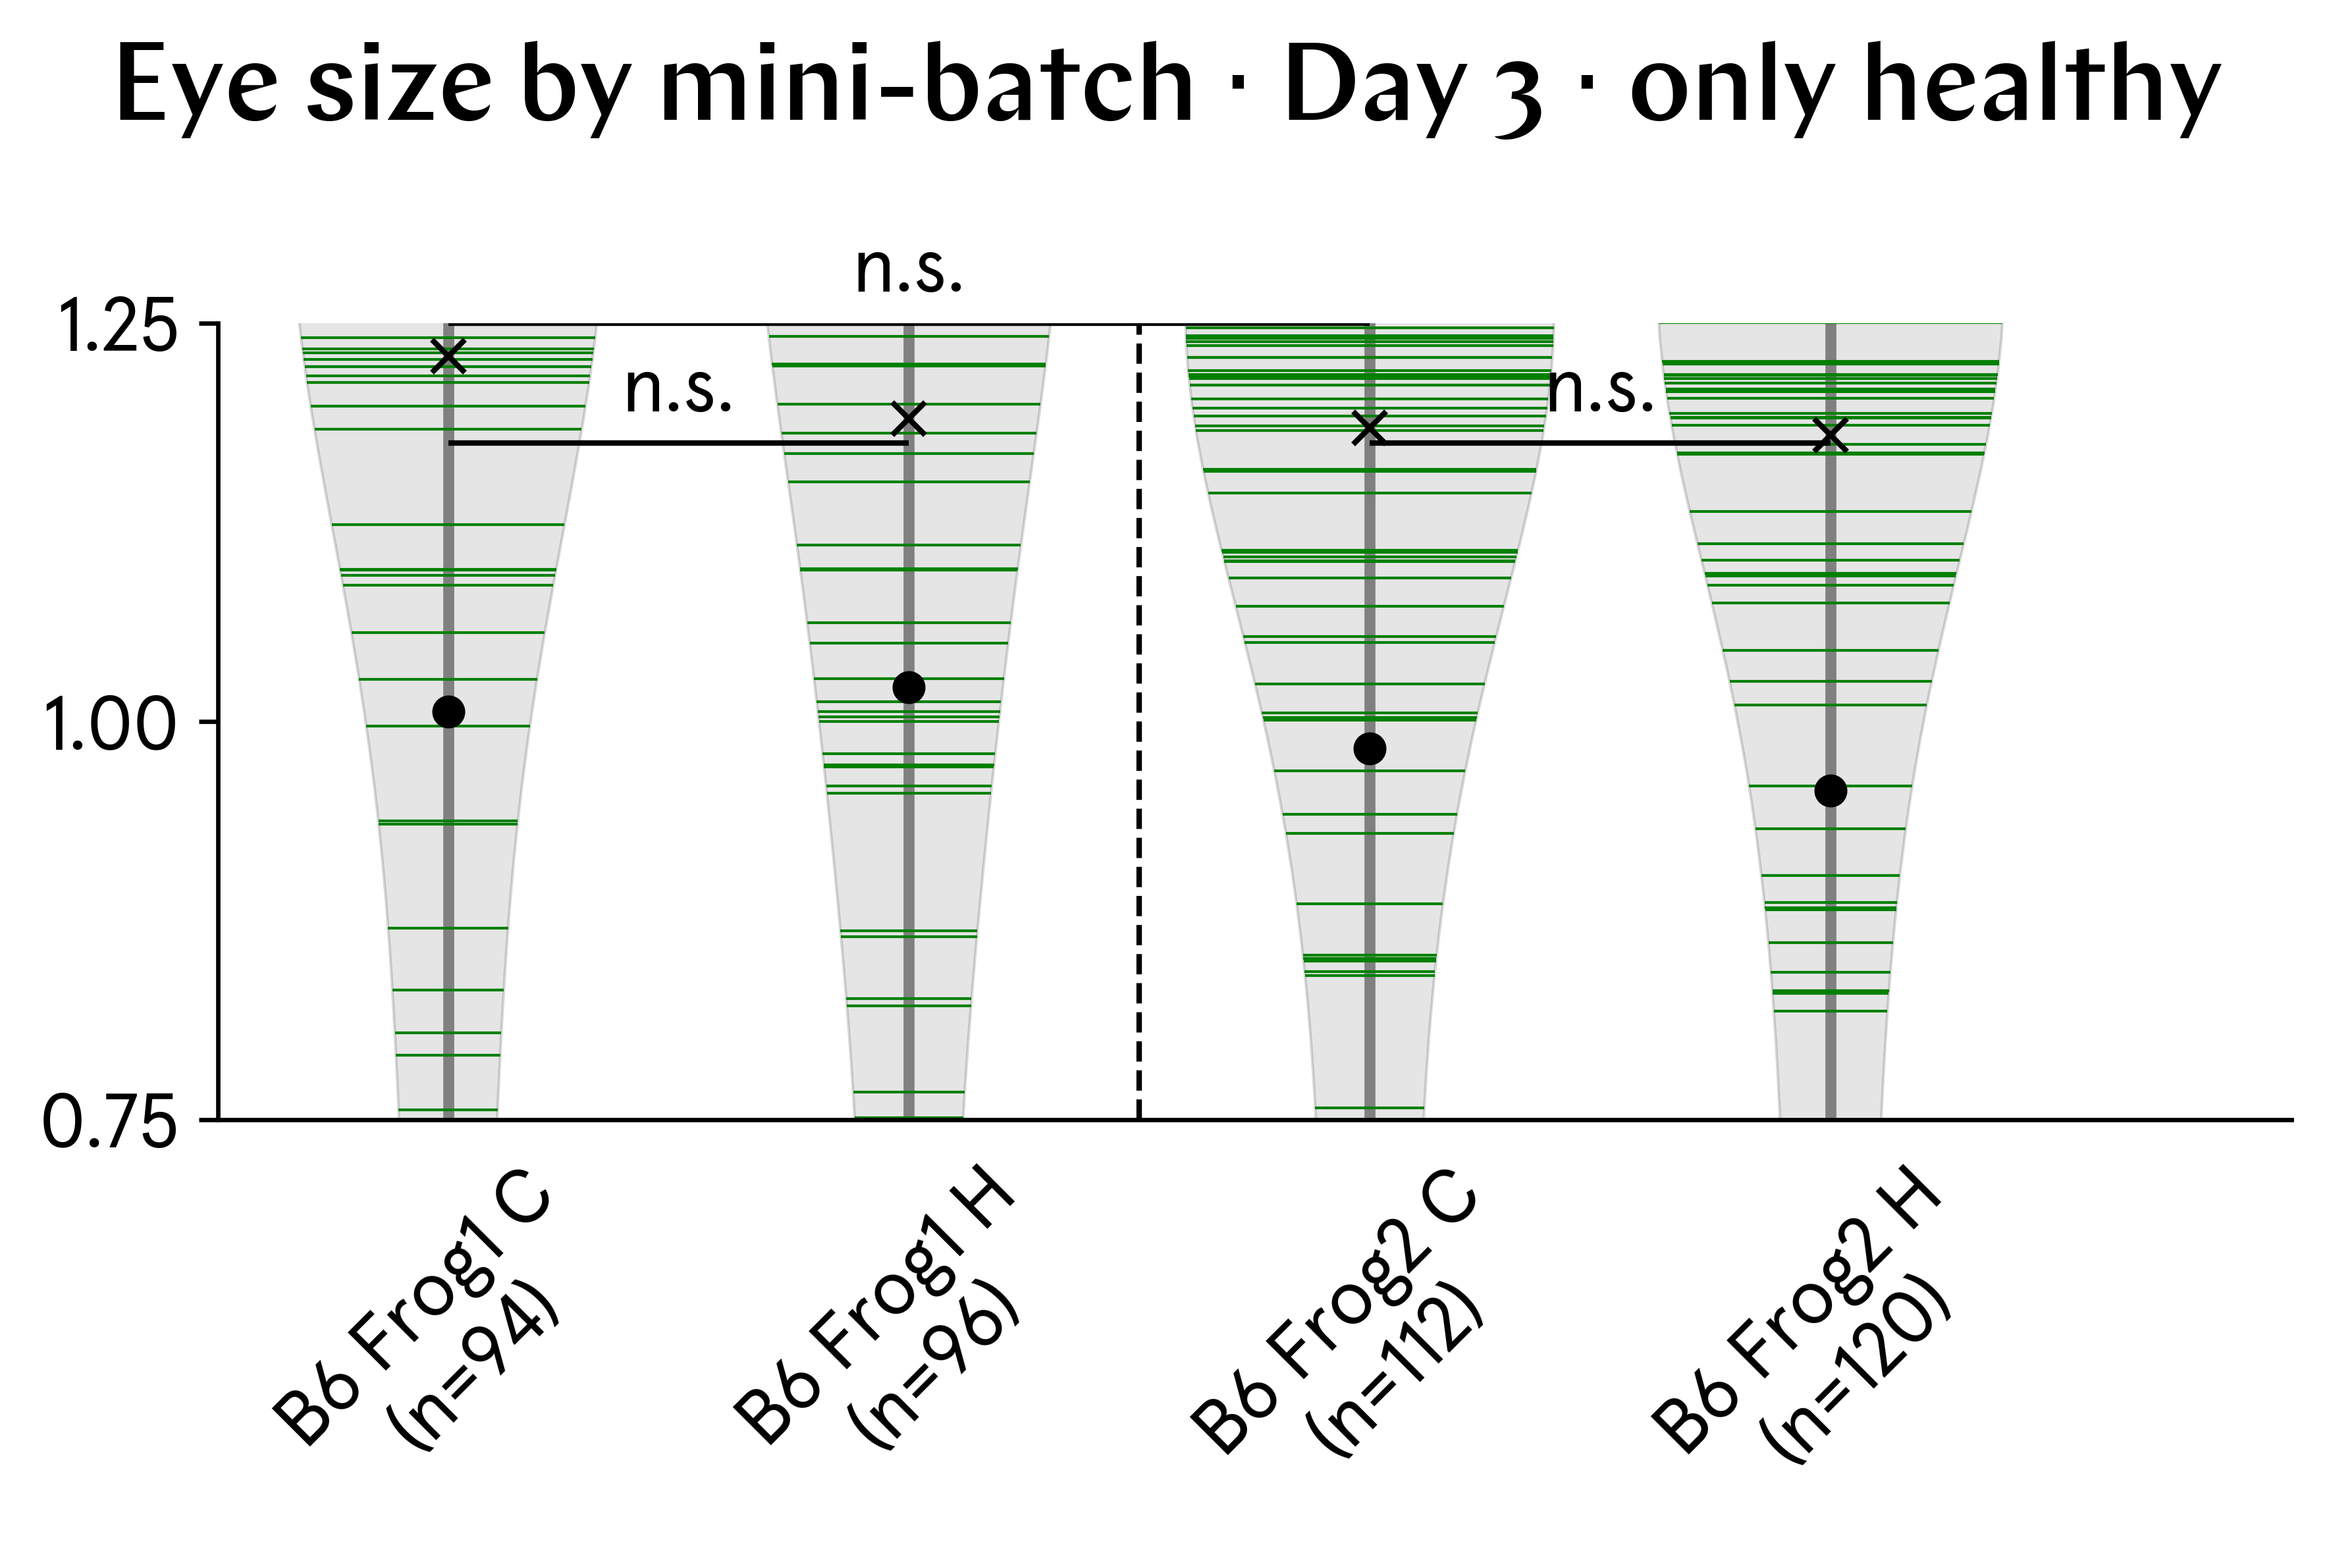 Eye size by mini-batch · Day 3 · only healthy
n.s.
1.25
n.s.
n.s.
1.00
0.75
B6 Frog1 C
(n=94)
B6 Frog1 H
(n=96)
B6 Frog2 C
(n=112)
B6 Frog2 H
(n=120)